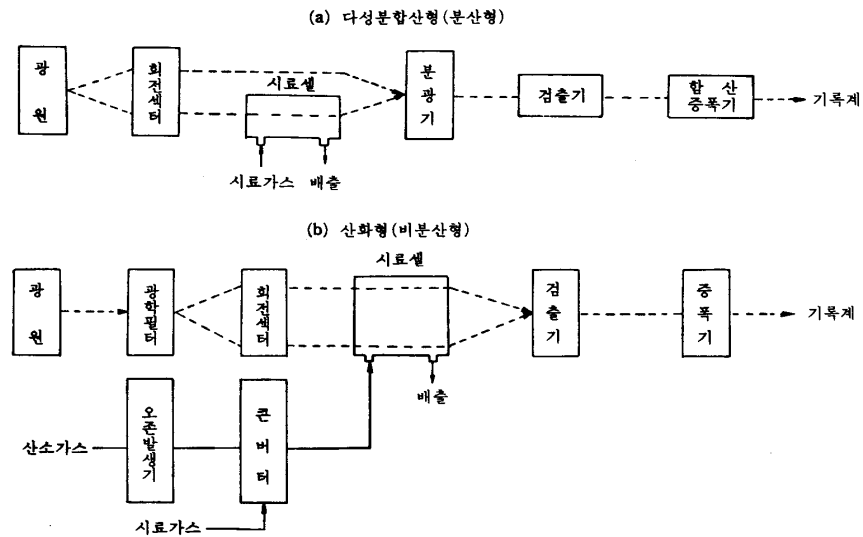 (a) 다성분합산형(분산형)
광원
회전섹터
시료셀
분광기
검출기
함 산
증폭기
기록계
시료가스 배출
(b) 산화형(비분산형)
시료셀
광원
광학필터
회전섹터
검출기
증폭기
기록계
배출
산소가스
오존발생기
콘버터
시료가스